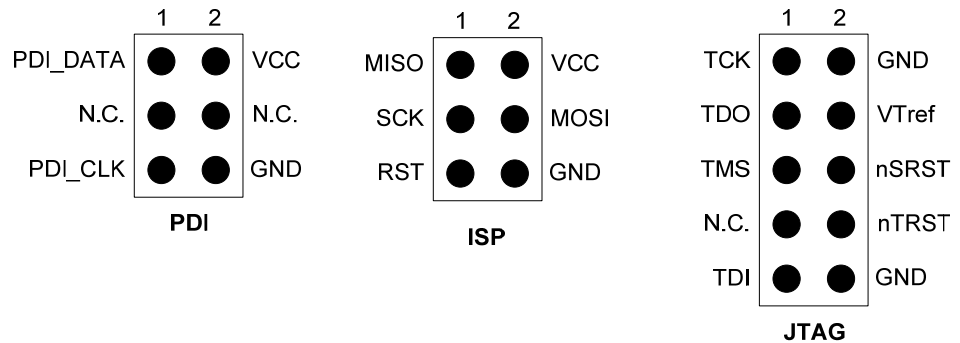 1 2
PDI_DATA VCC
N.C. N.C.
PDI_CLK GND
PDI
1 2
MISO VCC
SCK MOSI
RST GND
ISP
1 2
TCK GND
TDO VTref
TMS nSRST
N.C. nTRST
TDI GND
JTAG